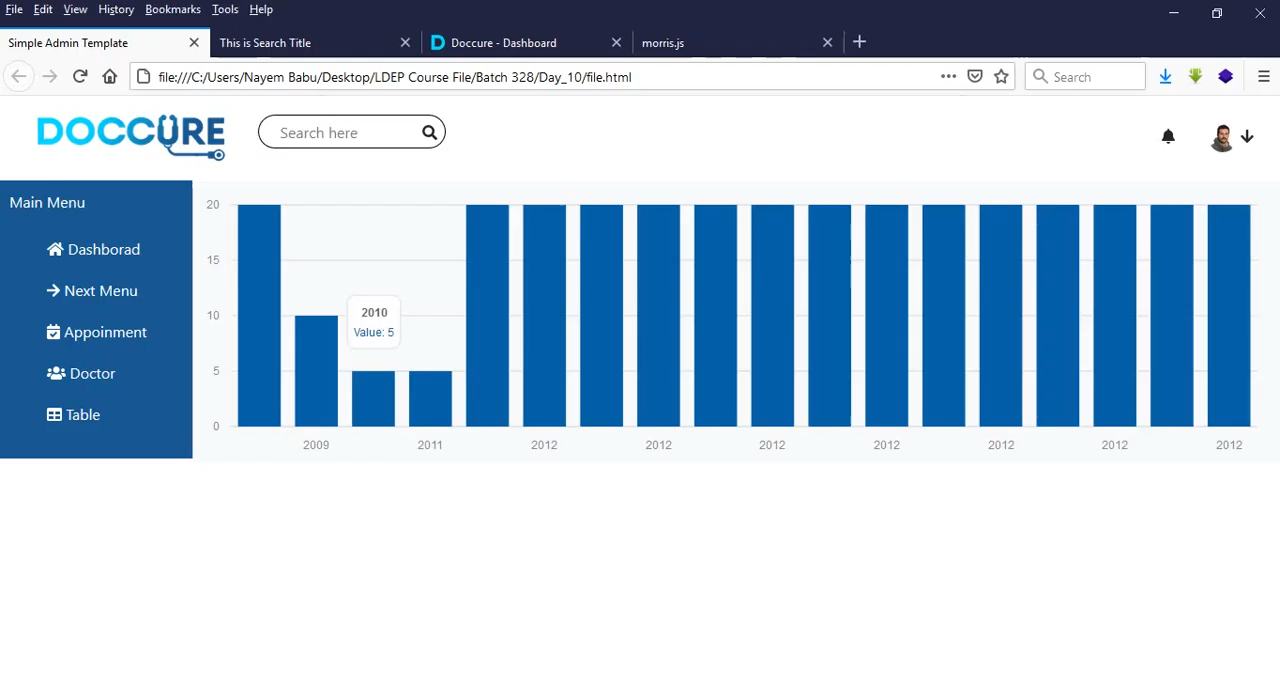 File Edit View History Bookmarks Tools Help
Simple Admin Template
This is Search Title
Doccure - Dashboard
morris.js
file:///C:/Users/Nayem Babu/Desktop/LDEP Course File/Batch 328/Day_10/file.html
Search
DOCCURE
Search here
Main Menu
Dashborad
Next Menu
Appoinment
Doctor
Table
20
15
10
5
0
2010
Value: 5
2009 2011 2012 2012 2012 2012 2012 2012 2012